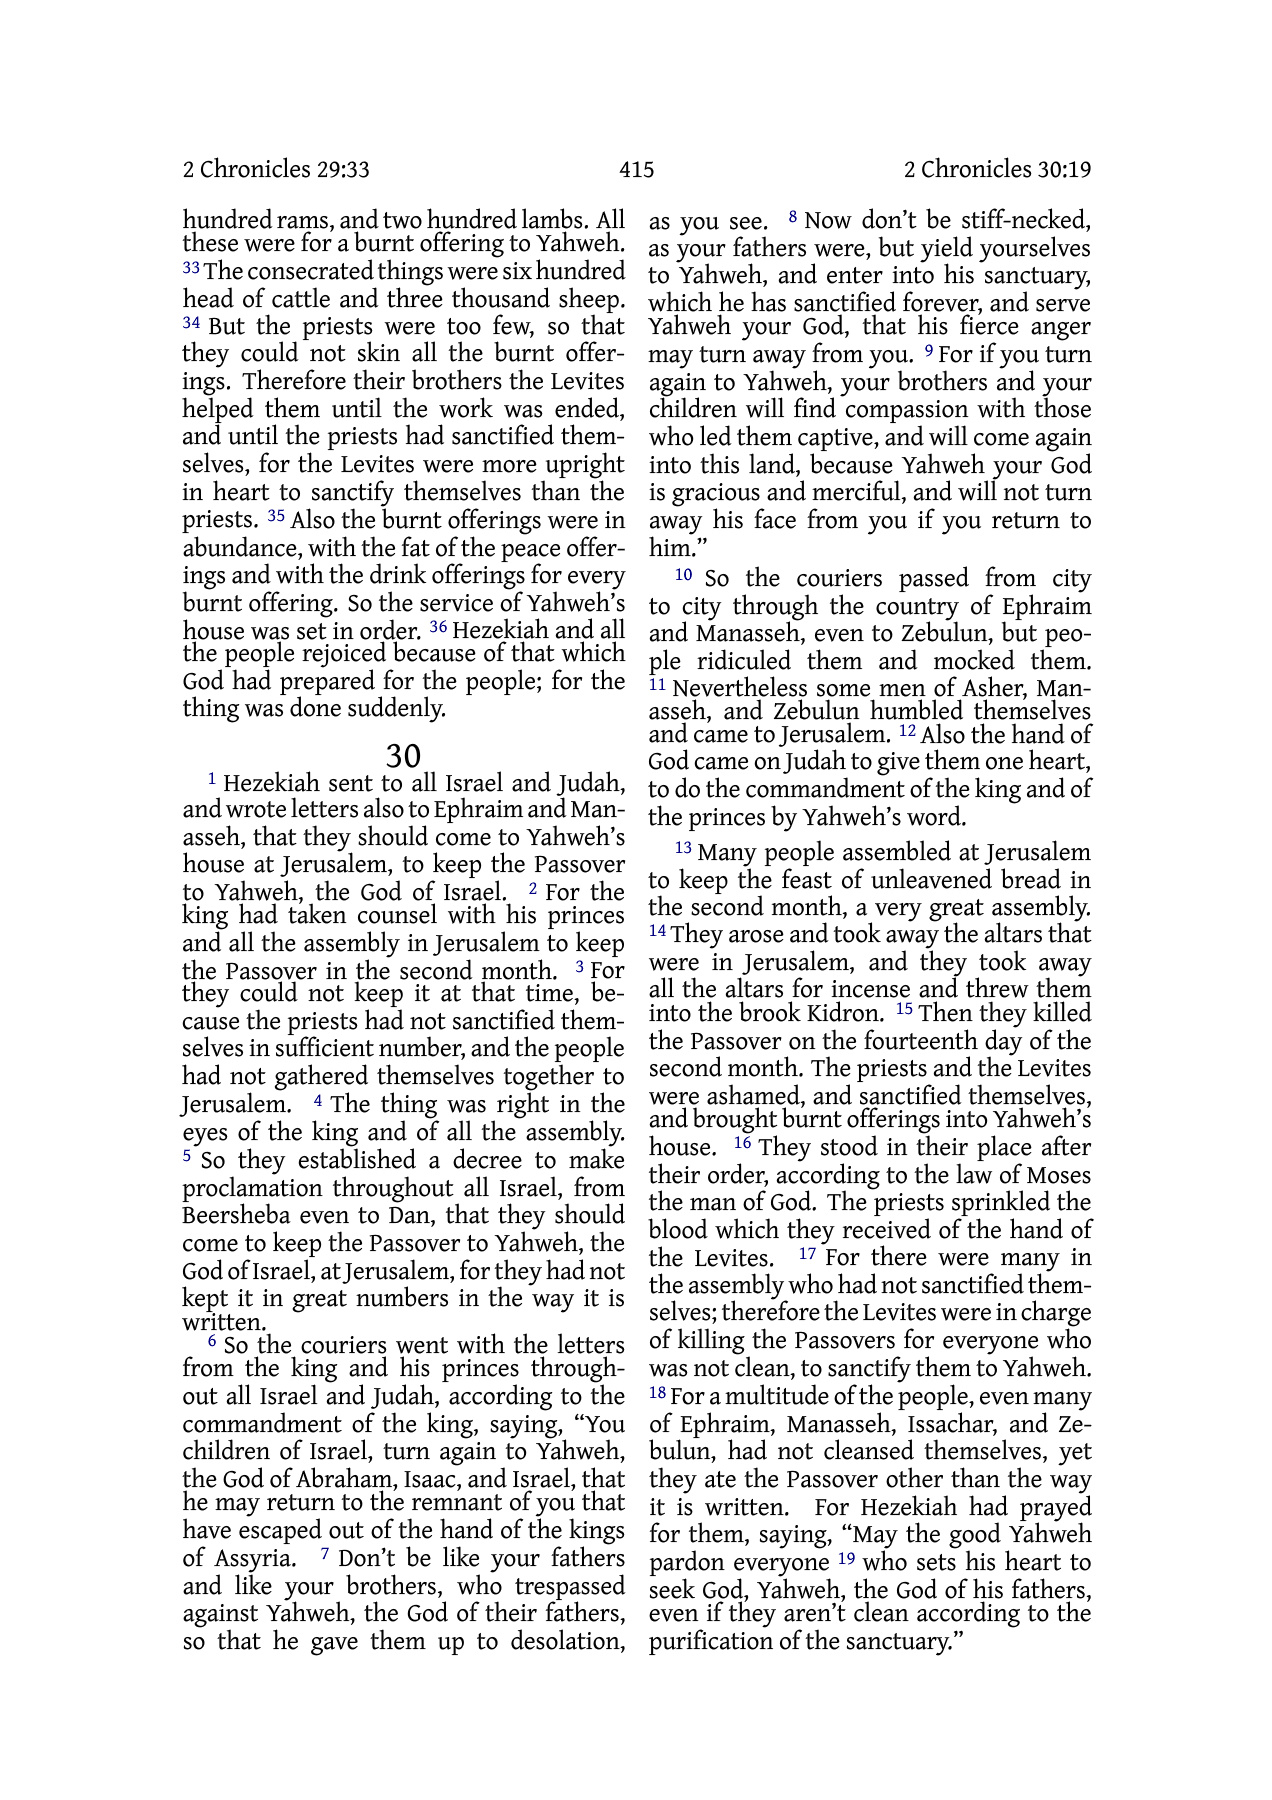 2 Chronicles 29:33
415
2 Chronicles 30:19
hundred rams, and two hundred lambs. All
these were for a burnt offering to Yahweh.
33 The consecrated things were six hundred
head of cattle and three thousand sheep.
34 But the priests were too few, so that
they could not skin all the burnt offer-
ings. Therefore their brothers the Levites
helped them until the work was ended,
and until the priests had sanctified them-
selves, for the Levites were more upright
in heart to sanctify themselves than the
priests. 35 Also the burnt offerings were in
abundance, with the fat of the peace offer-
ings and with the drink offerings for every
burnt offering. So the service of Yahweh’s
house was set in order. 36 Hezekiah and all
the people rejoiced because of that which
God had prepared for the people; for the
thing was done suddenly.
30
1 Hezekiah sent to all Israel and Judah,
and wrote letters also to Ephraim and Man-
asseh, that they should come to Yahweh’s
house at Jerusalem, to keep the Passover
to Yahweh, the God of Israel. 2 For the
king had taken counsel with his princes
and all the assembly in Jerusalem to keep
the Passover in the second month. 3 For
they could not keep it at that time, be-
cause the priests had not sanctified them-
selves in sufficient number, and the people
had not gathered themselves together to
Jerusalem. 4 The thing was right in the
eyes of the king and of all the assembly.
5 So they established a decree to make
proclamation throughout all Israel, from
Beersheba even to Dan, that they should
come to keep the Passover to Yahweh, the
God of Israel, at Jerusalem, for they had not
kept it in great numbers in the way it is
written.
6 So the couriers went with the letters
from the king and his princes through-
out all Israel and Judah, according to the
commandment of the king, saying, “You
children of Israel, turn again to Yahweh,
the God of Abraham, Isaac, and Israel, that
he may return to the remnant of you that
have escaped out of the hand of the kings
of Assyria. 7 Don’t be like your fathers
and like your brothers, who trespassed
against Yahweh, the God of their fathers,
so that he gave them up to desolation,
as you see. 8 Now don’t be stiff-necked,
as your fathers were, but yield yourselves
to Yahweh, and enter into his sanctuary,
which he has sanctified forever, and serve
Yahweh your God, that his fierce anger
may turn away from you. 9 For if you turn
again to Yahweh, your brothers and your
children will find compassion with those
who led them captive, and will come again
into this land, because Yahweh your God
is gracious and merciful, and will not turn
away his face from you if you return to
him.”
10 So the couriers passed from city
to city through the country of Ephraim
and Manasseh, even to Zebulun, but peo-
ple ridiculed them and mocked them.
11 Nevertheless some men of Asher, Man-
asseh, and Zebulun humbled themselves
and came to Jerusalem. 12 Also the hand of
God came on Judah to give them one heart,
to do the commandment of the king and of
the princes by Yahweh’s word.
13 Many people assembled at Jerusalem
to keep the feast of unleavened bread in
the second month, a very great assembly.
14 They arose and took away the altars that
were in Jerusalem, and they took away
all the altars for incense and threw them
into the brook Kidron. 15 Then they killed
the Passover on the fourteenth day of the
second month. The priests and the Levites
were ashamed, and sanctified themselves,
and brought burnt offerings into Yahweh’s
house. 16 They stood in their place after
their order, according to the law of Moses
the man of God. The priests sprinkled the
blood which they received of the hand of
the Levites. 17 For there were many in
the assembly who had not sanctified them-
selves; therefore the Levites were in charge
of killing the Passovers for everyone who
was not clean, to sanctify them to Yahweh.
18 For a multitude of the people, even many
of Ephraim, Manasseh, Issachar, and Ze-
bulun, had not cleansed themselves, yet
they ate the Passover other than the way
it is written. For Hezekiah had prayed
for them, saying, “May the good Yahweh
pardon everyone 19 who sets his heart to
seek God, Yahweh, the God of his fathers,
even if they aren’t clean according to the
purification of the sanctuary.”